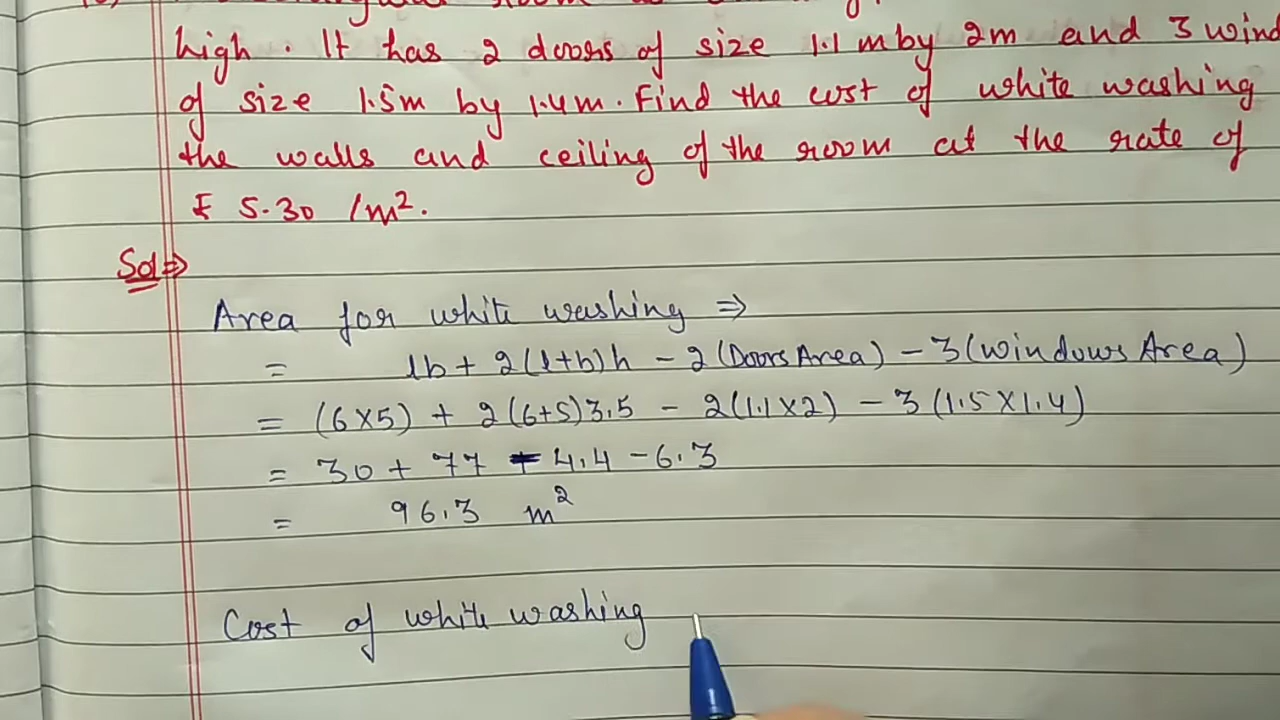 high. It has 2 doors of size 1.1 m by 2m and 3 wind
of size 1.5m by 1.4m. Find the cost of white washing
the walls and ceiling of the room at the rate of
₹ 5.30 /m².
Sol ⇒
Area for white washing ⇒
= lb + 2(l+b)h - 2(Doors Area) - 3(windows Area)
= (6×5) + 2(6+5)3.5 - 2(1.1×2) - 3(1.5×1.4)
= 30 + 77 - 4.4 - 6.3
= 96.3 m²
Cost of white washing